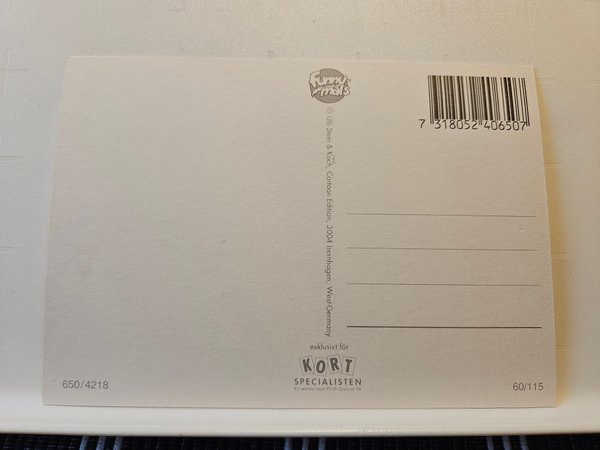 Funny-
mal's
7 318052 406507
© Uli Stein & Koch, Cartoon Edition, 3004 Isernhagen, West-Germany
exklusivt för
KORT
SPECIALISTEN
650/4218
60/115